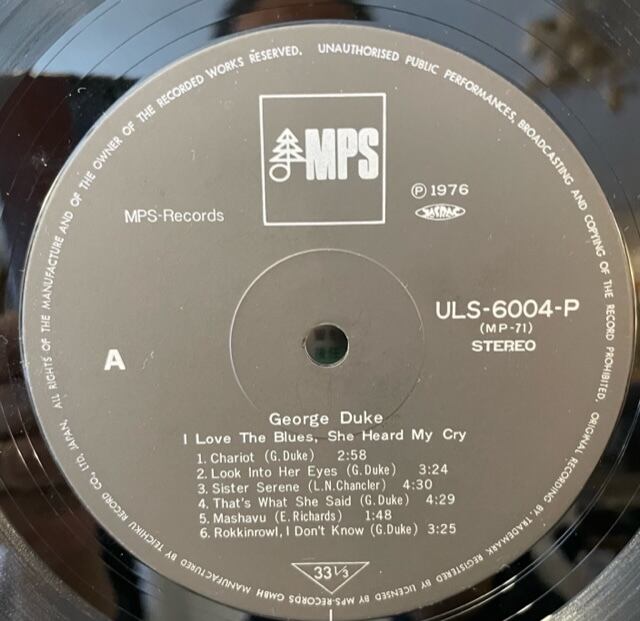 ALL RIGHTS OF THE MANUFACTURE AND OF THE OWNER OF THE RECORDED WORKS RESERVED. UNAUTHORISED PUBLIC PERFORMANCES, BROADCASTING AND COPYING OF THE RECORD PROHIBITED. ORIGINAL RECORDING BY, TRADEMARK REGISTERED BY, LICENSED BY MPS-RECORDS GMBH MANUFACTURED BY TEICHIKU RECORD CO., LTD. JAPAN.
MPS
MPS-Records
Ⓟ 1976
JASRAC
ULS-6004-P
(MP-71)
STEREO
A
George Duke
I Love The Blues, She Heard My Cry
1. Chariot (G.Duke) 2:58
2. Look Into Her Eyes (G.Duke) 3:24
3. Sister Serene (L.N.Chancler) 4:30
4. That's What She Said (G.Duke) 4:29
5. Mashavu (E.Richards) 1:48
6. Rokkinrowl, I Don't Know (G.Duke) 3:25
33 1/3